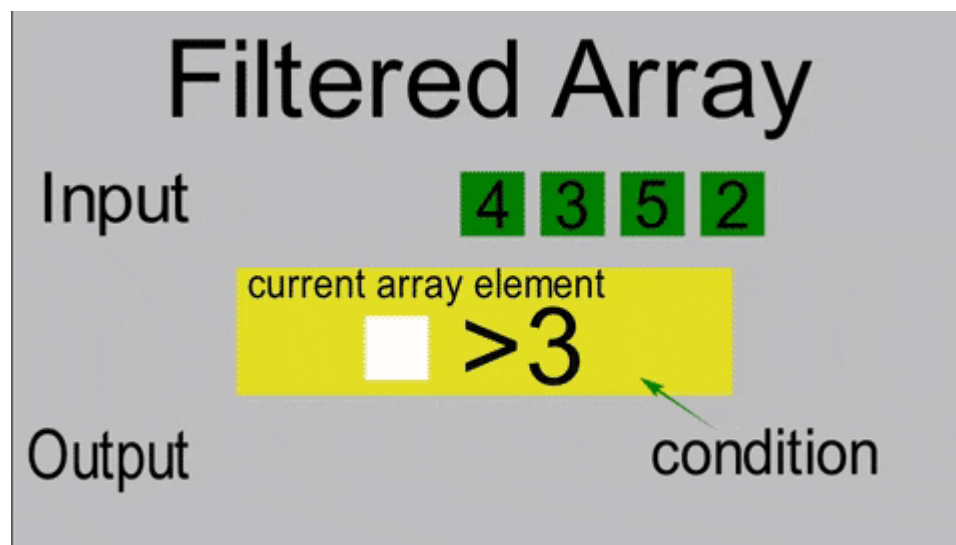 Filtered Array
Input 4 3 5 2
current array element
>3
Output
condition